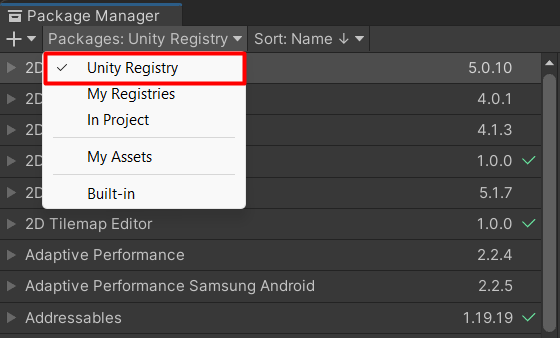 Package Manager
Packages: Unity Registry Sort: Name ↓
Unity Registry
My Registries
In Project
My Assets
Built-in
2D 5.0.10
2D 4.0.1
2D 4.1.3
2D 1.0.0 ✓
2D 5.1.7
2D Tilemap Editor 1.0.0 ✓
Adaptive Performance 2.2.4
Adaptive Performance Samsung Android 2.2.5
Addressables 1.19.19 ✓